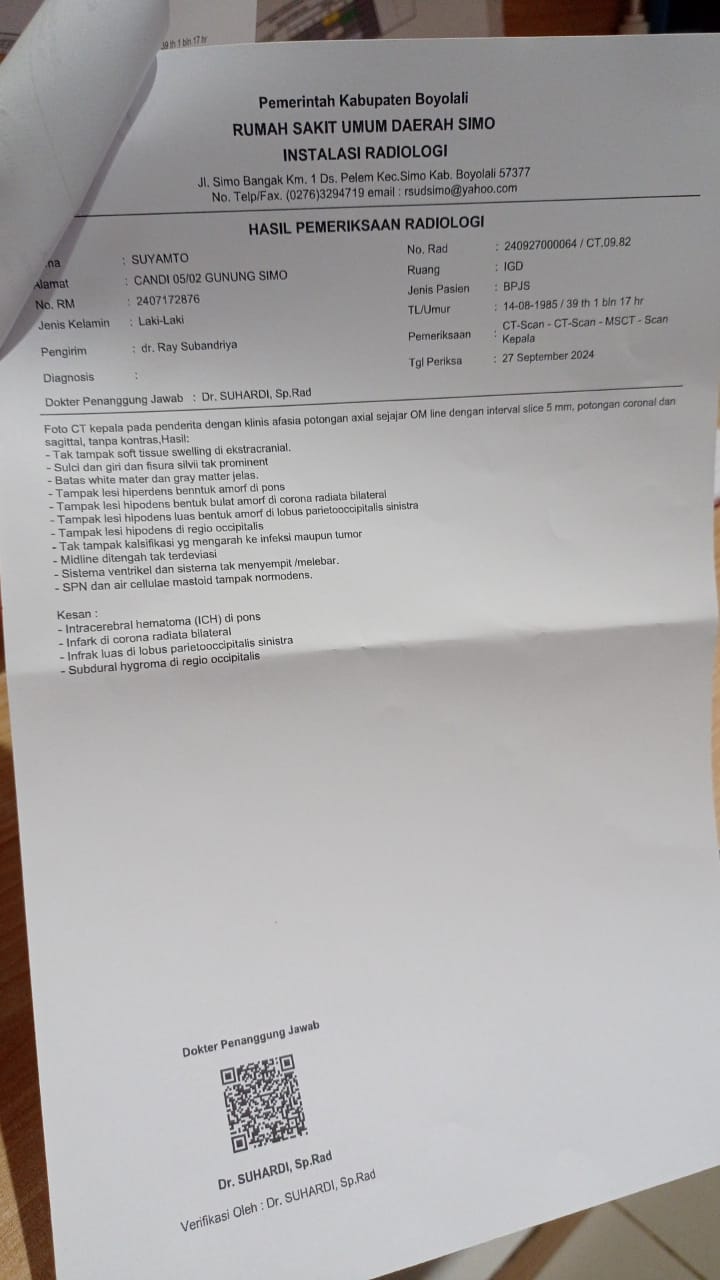 39 th 1 bln 17 hr
Pemerintah Kabupaten Boyolali
RUMAH SAKIT UMUM DAERAH SIMO
INSTALASI RADIOLOGI
Jl. Simo Bangak Km. 1 Ds. Pelem Kec.Simo Kab. Boyolali 57377
No. Telp/Fax. (0276)3294719 email : rsudsimo@yahoo.com
HASIL PEMERIKSAAN RADIOLOGI
ma : SUYAMTO
Alamat : CANDI 05/02 GUNUNG SIMO
No. RM : 2407172876
Jenis Kelamin : Laki-Laki
Pengirim : dr. Ray Subandriya
Diagnosis :
Dokter Penanggung Jawab : Dr. SUHARDI, Sp.Rad
No. Rad : 240927000064 / CT.09.82
Ruang : IGD
Jenis Pasien : BPJS
TL/Umur : 14-08-1985 / 39 th 1 bln 17 hr
Pemeriksaan : CT-Scan - CT-Scan - MSCT - Scan
Kepala
Tgl Periksa : 27 September 2024
Foto CT kepala pada penderita dengan klinis afasia potongan axial sejajar OM line dengan interval slice 5 mm, potongan coronal dan
sagittal, tanpa kontras,Hasil:
- Tak tampak soft tissue swelling di ekstracranial.
- Sulci dan giri dan fisura silvii tak prominent
- Batas white mater dan gray matter jelas.
- Tampak lesi hiperdens benntuk amorf di pons
- Tampak lesi hipodens bentuk bulat amorf di corona radiata bilateral
- Tampak lesi hipodens luas bentuk amorf di lobus parietooccipitalis sinistra
- Tampak lesi hipodens di regio occipitalis
- Tak tampak kalsifikasi yg mengarah ke infeksi maupun tumor
- Midline ditengah tak terdeviasi
- Sistema ventrikel dan sistema tak menyempit /melebar.
- SPN dan air cellulae mastoid tampak normodens.
Kesan :
- Intracerebral hematoma (ICH) di pons
- Infark di corona radiata bilateral
- Infrak luas di lobus parietooccipitalis sinistra
- Subdural hygroma di regio occipitalis
Dokter Penanggung Jawab
Dr. SUHARDI, Sp.Rad
Verifikasi Oleh : Dr. SUHARDI, Sp.Rad